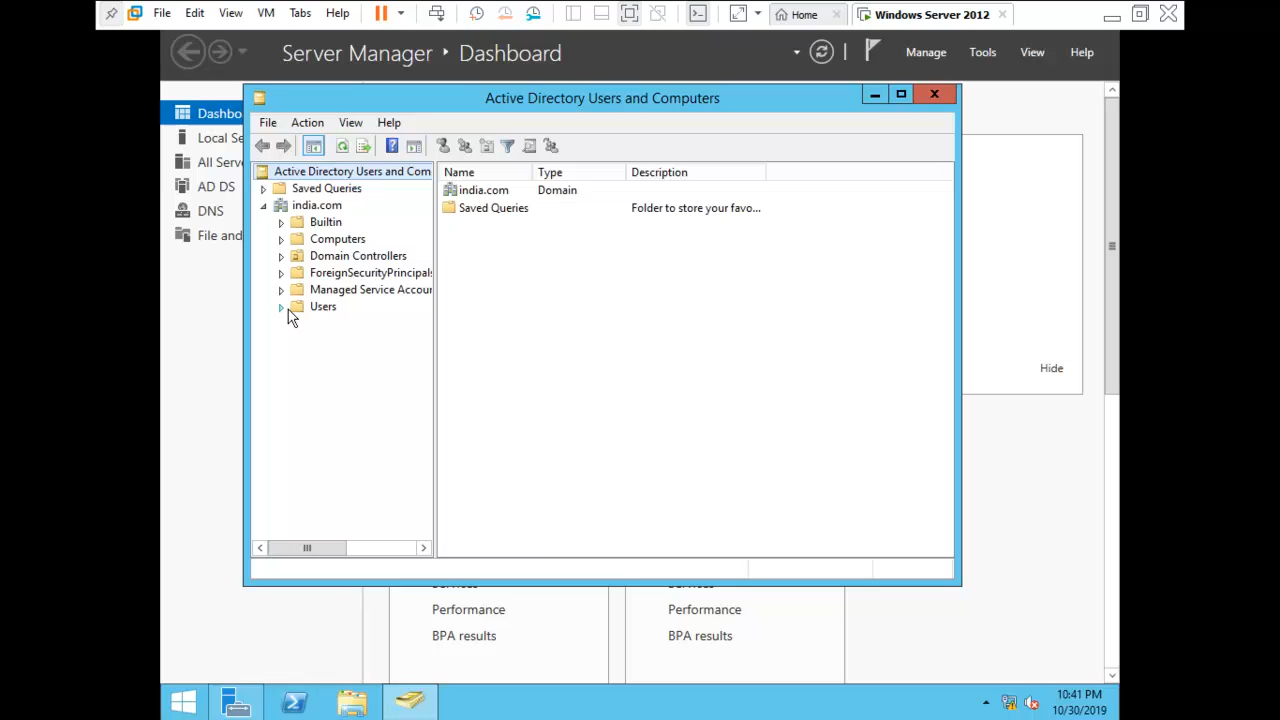 File Edit View VM Tabs Help Home Windows Server 2012
Server Manager Dashboard Manage Tools View Help
Active Directory Users and Computers
Dashbo
Local Se
All Serve
AD DS
DNS
File and
File Action View Help
Active Directory Users and Com
Saved Queries
india.com
Builtin
Computers
Domain Controllers
ForeignSecurityPrincipals
Managed Service Accour
Users
Name Type Description
india.com Domain
Saved Queries Folder to store your favo...
Hide
Performance Performance
BPA results BPA results
10:41 PM
10/30/2019